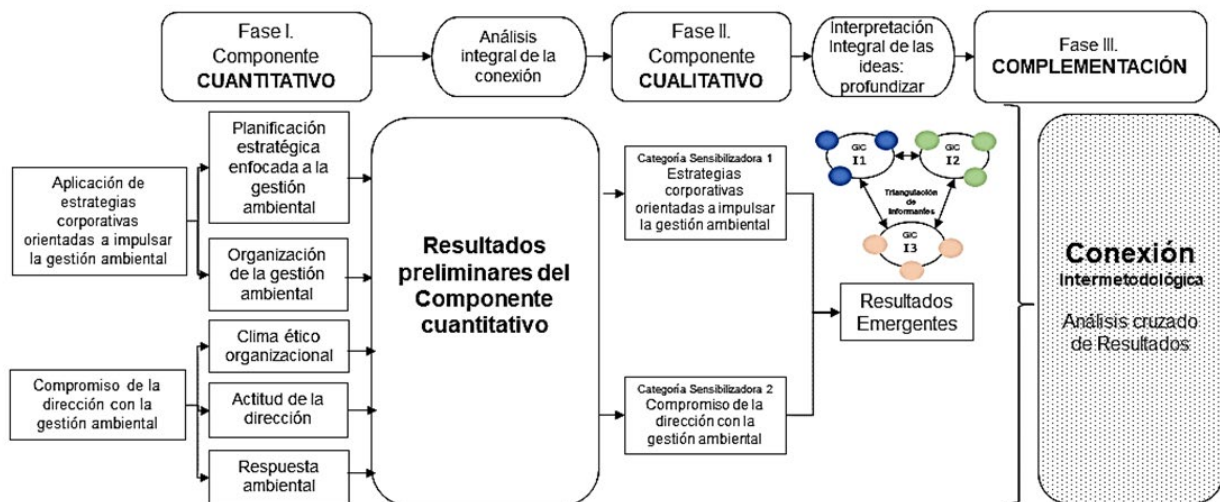 Fase I.
Componente
CUANTITATIVO
Análisis
integral de la
conexión
Fase II.
Componente
CUALITATIVO
Interpretación
Integral de las
ideas:
profundizar
Fase III.
COMPLEMENTACIÓN
Aplicación de
estrategias
corporativas
orientadas a impulsar
la gestión ambiental
Planificación
estratégica
enfocada a la
gestión
ambiental
Organización
de la gestión
ambiental
Compromiso de la
dirección con la
gestión ambiental
Clima ético
organizacional
Actitud de la
dirección
Respuesta
ambiental
Resultados
preliminares del
Componente
cuantitativo
Categoría Sensibilizadora 1
Estrategias
corporativas
orientadas a impulsar
la gestión ambiental
Categoría Sensibilizadora 2
Compromiso de la
dirección con la
gestión ambiental
GIC
I1
GIC
I2
Triangulación
de
Informantes
GIC
I3
Resultados
Emergentes
Conexión
Intermetodológica
Análisis cruzado
de Resultados